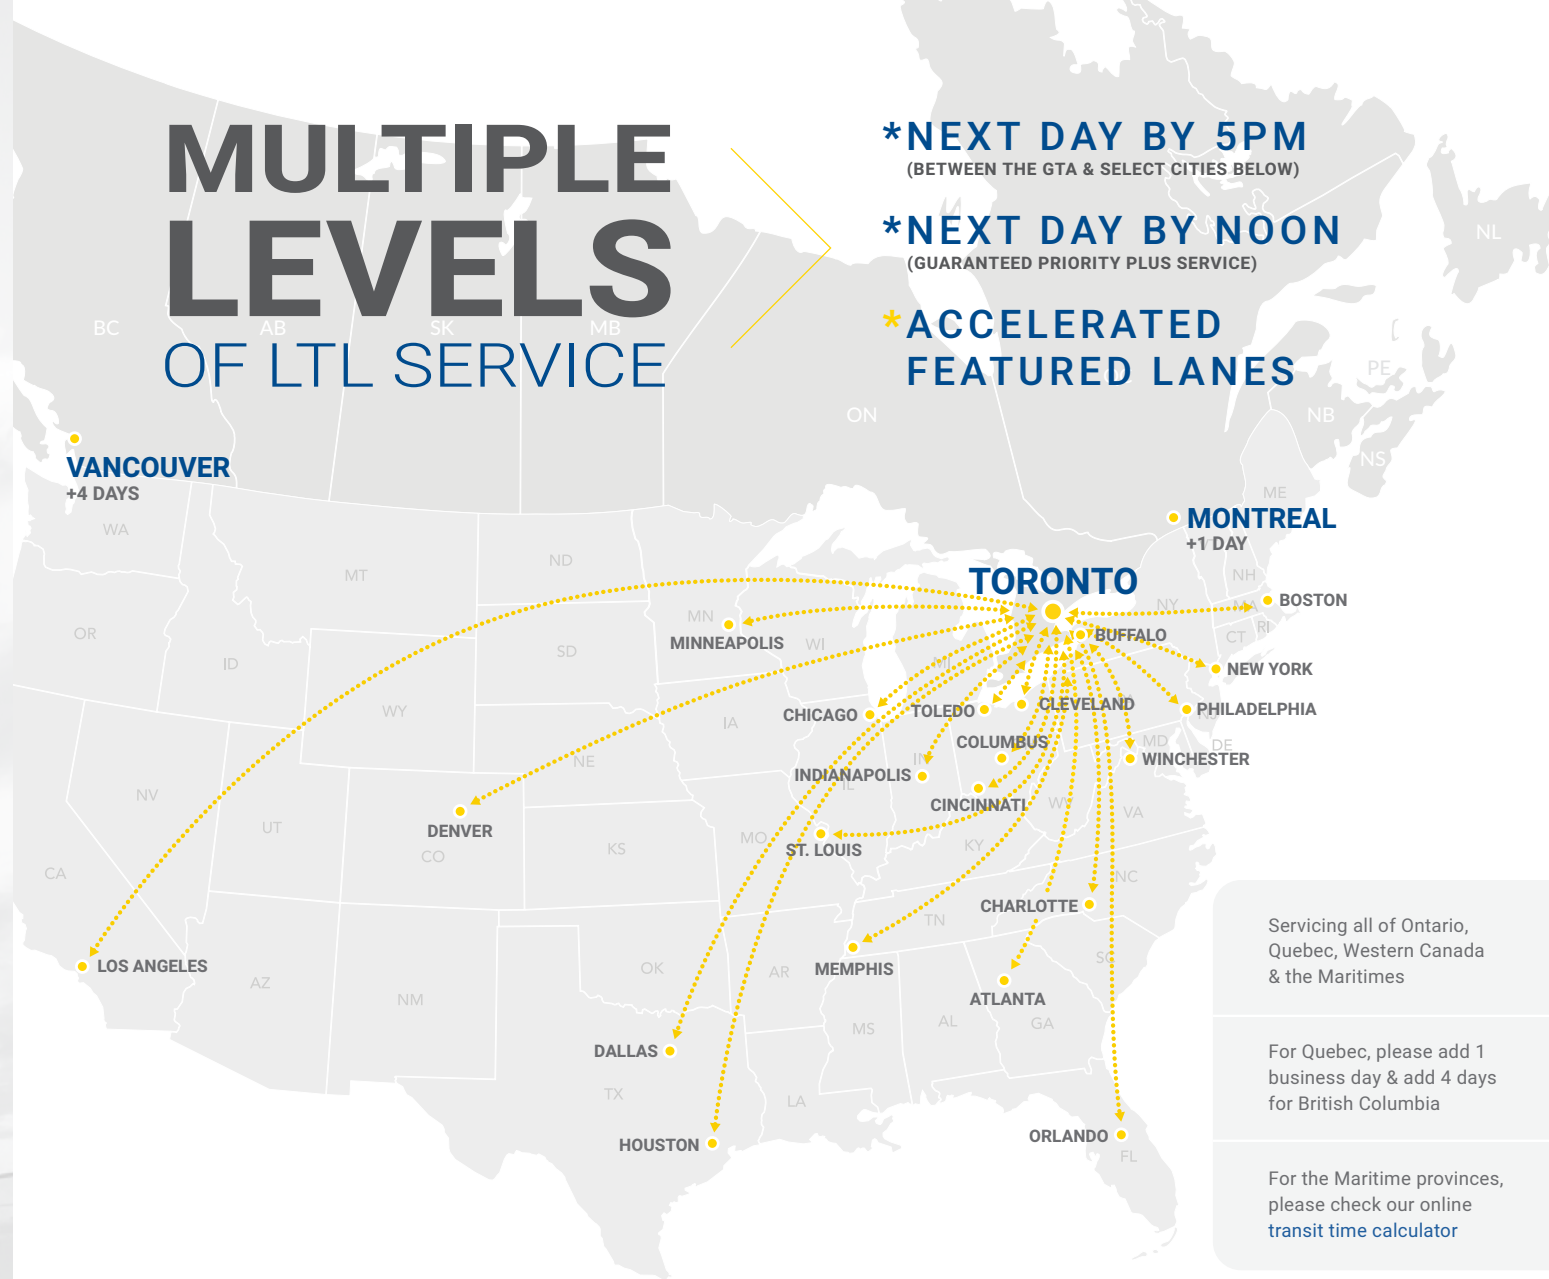 MULTIPLE
LEVELS
OF LTL SERVICE
*NEXT DAY BY 5PM
(BETWEEN THE GTA & SELECT CITIES BELOW)
*NEXT DAY BY NOON
(GUARANTEED PRIORITY PLUS SERVICE)
*ACCELERATED
FEATURED LANES
BC
AB
SK
MB
ON
NL
PE
NB
NS
VANCOUVER
+4 DAYS
MONTREAL
+1 DAY
TORONTO
WA
MT
ND
MN
ME
NH
NY
MA
CT
RI
OR
ID
SD
WI
MI
WY
IA
NE
IL
IN
NV
UT
CO
KS
MO
KY
WV
VA
MD
DE
NJ
PA
CA
AZ
NM
OK
AR
TN
NC
SC
MS
AL
GA
TX
LA
FL
BOSTON
BUFFALO
MINNEAPOLIS
NEW YORK
CHICAGO
TOLEDO
CLEVELAND
PHILADELPHIA
COLUMBUS
WINCHESTER
INDIANAPOLIS
CINCINNATI
DENVER
ST. LOUIS
CHARLOTTE
LOS ANGELES
MEMPHIS
ATLANTA
DALLAS
HOUSTON
ORLANDO
Servicing all of Ontario,
Quebec, Western Canada
& the Maritimes
For Quebec, please add 1
business day & add 4 days
for British Columbia
For the Maritime provinces,
please check our online
transit time calculator